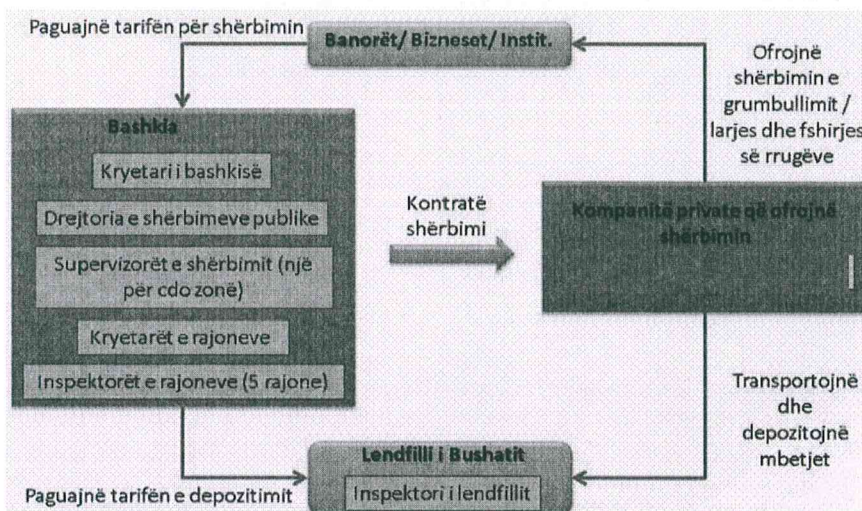 Paguajnë tarifën për shërbimin
Banorët/ Bizneset/ Instit.
Ofrojnë
shërbimin e
grumbullimit /
larjes dhe fshirjes
së rrugëve
Bashkia
Kryetari i bashkisë
Drejtoria e shërbimeve publike
Supervizorët e shërbimit (një
për cdo zonë)
Kryetarët e rajoneve
Inspektorët e rajoneve (5 rajone)
Kontratë
shërbimi
Kompanitë private që ofrojnë
shërbimin
Transportojnë
dhe
depozitojnë
mbetjet
Lendfilli i Bushatit
Inspektori i lendfillit
Paguajnë tarifën e depozitimit